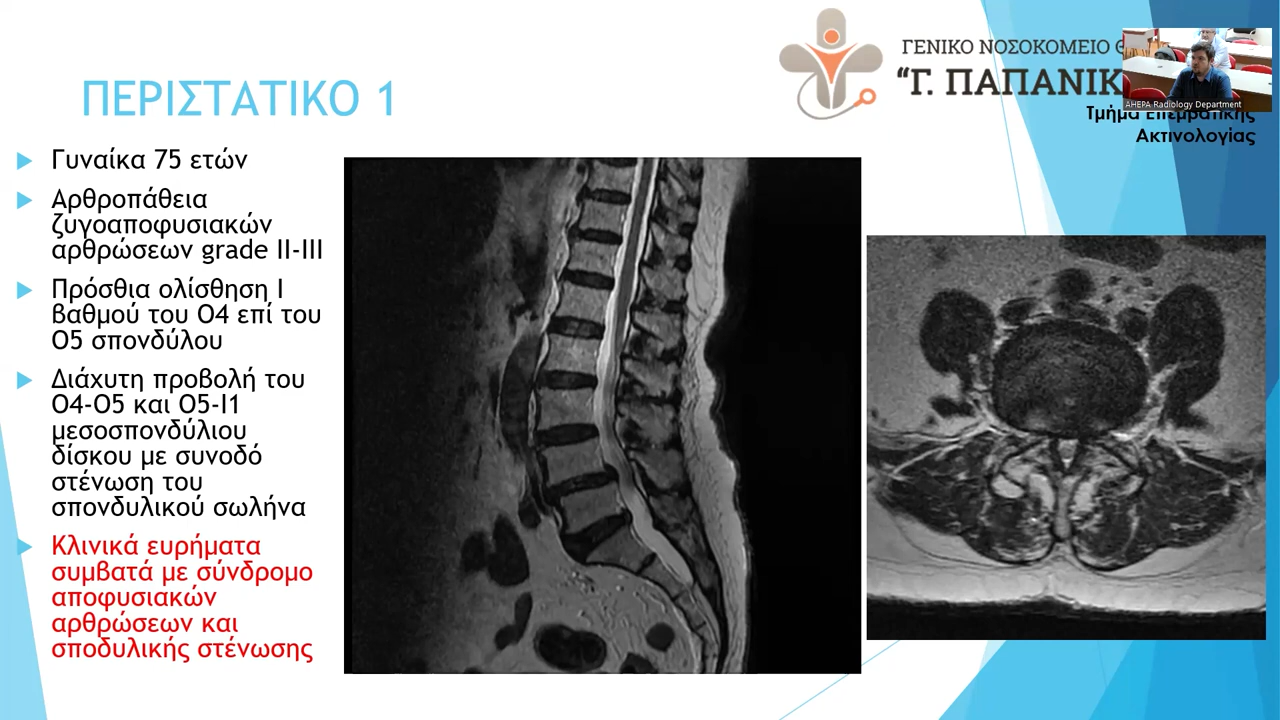 ΓΕΝΙΚΟ ΝΟΣΟΚΟΜΕΙΟ
“Γ. ΠΑΠΑΝΙΚ
AHEPA Radiology Department
Τμήμα Επεμβατικής
Ακτινολογίας
ΠΕΡΙΣΤΑΤΙΚΟ 1
Γυναίκα 75 ετών
Αρθροπάθεια
ζυγοαποφυσιακών
αρθρώσεων grade II-III
Πρόσθια ολίσθηση Ι
βαθμού του Ο4 επί του
Ο5 σπονδύλου
Διάχυτη προβολή του
Ο4-Ο5 και Ο5-Ι1
μεσοσπονδύλιου
δίσκου με συνοδό
στένωση του
σπονδυλικού σωλήνα
Κλινικά ευρήματα
συμβατά με σύνδρομο
αποφυσιακών
αρθρώσεων και
σποδυλικής στένωσης